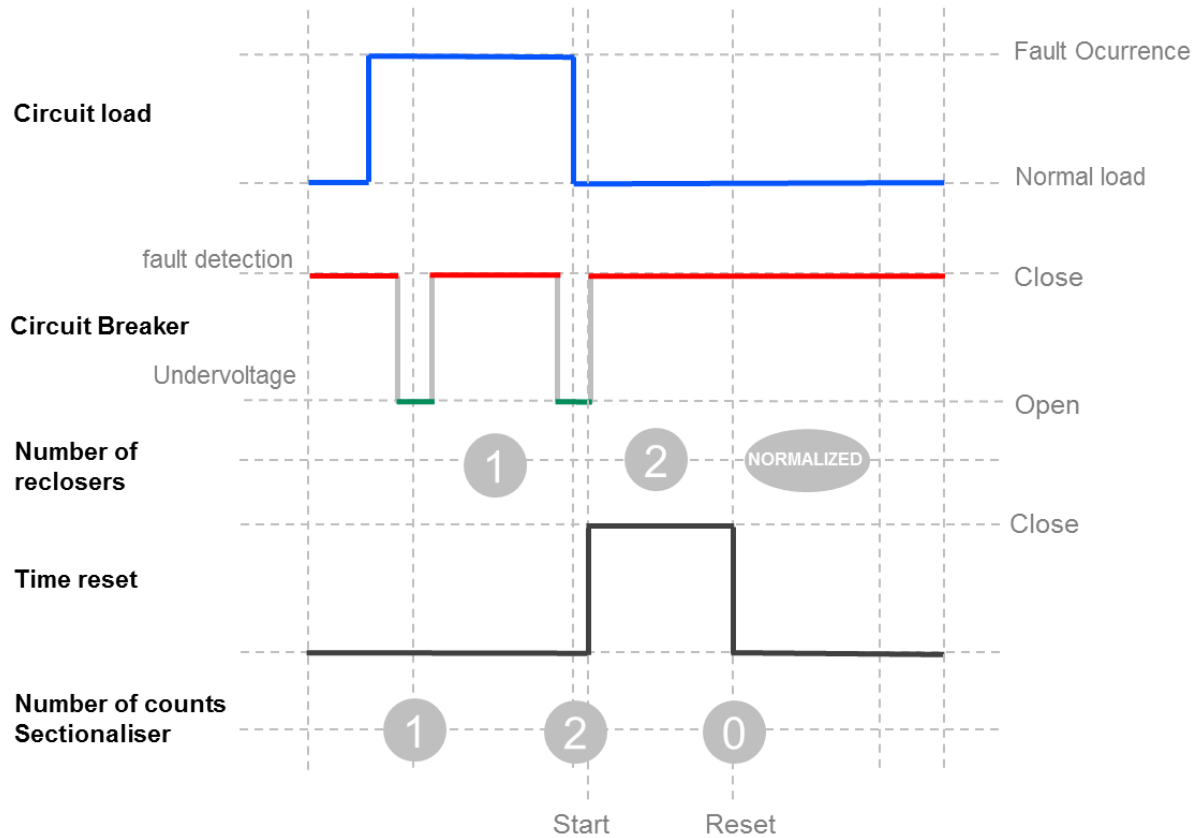 Fault Ocurrence
Circuit load
Normal load
fault detection
Close
Circuit Breaker
Undervoltage
Open
Number of
reclosers
1
2
NORMALIZED
Close
Time reset
Number of counts
Sectionaliser
1
2
0
Start
Reset